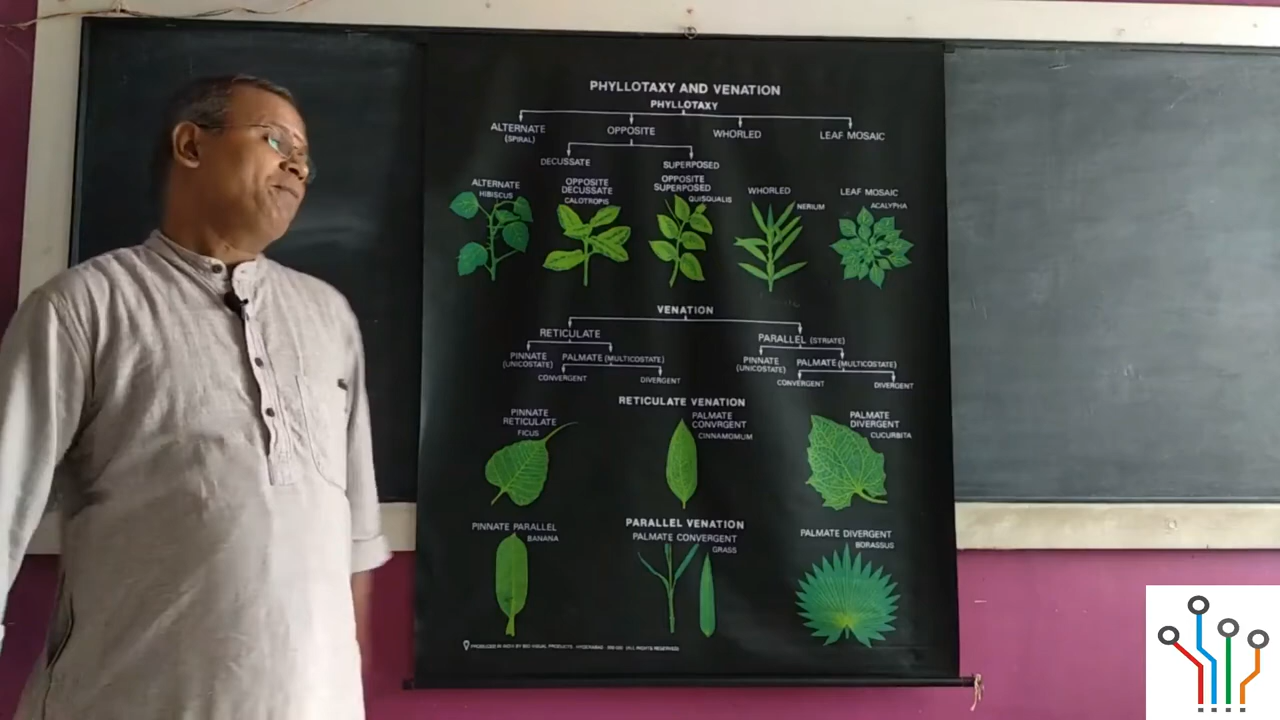 PHYLLOTAXY AND VENATION
PHYLLOTAXY
ALTERNATE
(SPIRAL)
OPPOSITE
WHORLED
LEAF MOSAIC
DECUSSATE
SUPERPOSED
ALTERNATE
HIBISCUS
OPPOSITE
DECUSSATE
CALOTROPIS
OPPOSITE
SUPERPOSED
QUISQUALIS
WHORLED
NERIUM
LEAF MOSAIC
ACALYPHA
VENATION
RETICULATE
PARALLEL (STRIATE)
PINNATE
(UNICOSTATE)
PALMATE (MULTICOSTATE)
CONVERGENT
DIVERGENT
PINNATE
(UNICOSTATE)
PALMATE (MULTICOSTATE)
CONVERGENT
DIVERGENT
RETICULATE VENATION
PINNATE
RETICULATE
FICUS
PALMATE
CONVRGENT
CINNAMOMUM
PALMATE
DIVERGENT
CUCURBITA
PARALLEL VENATION
PINNATE PARALLEL
BANANA
PALMATE CONVERGENT
GRASS
PALMATE DIVERGENT
BORASSUS
(ALL RIGHTS RESERVED)